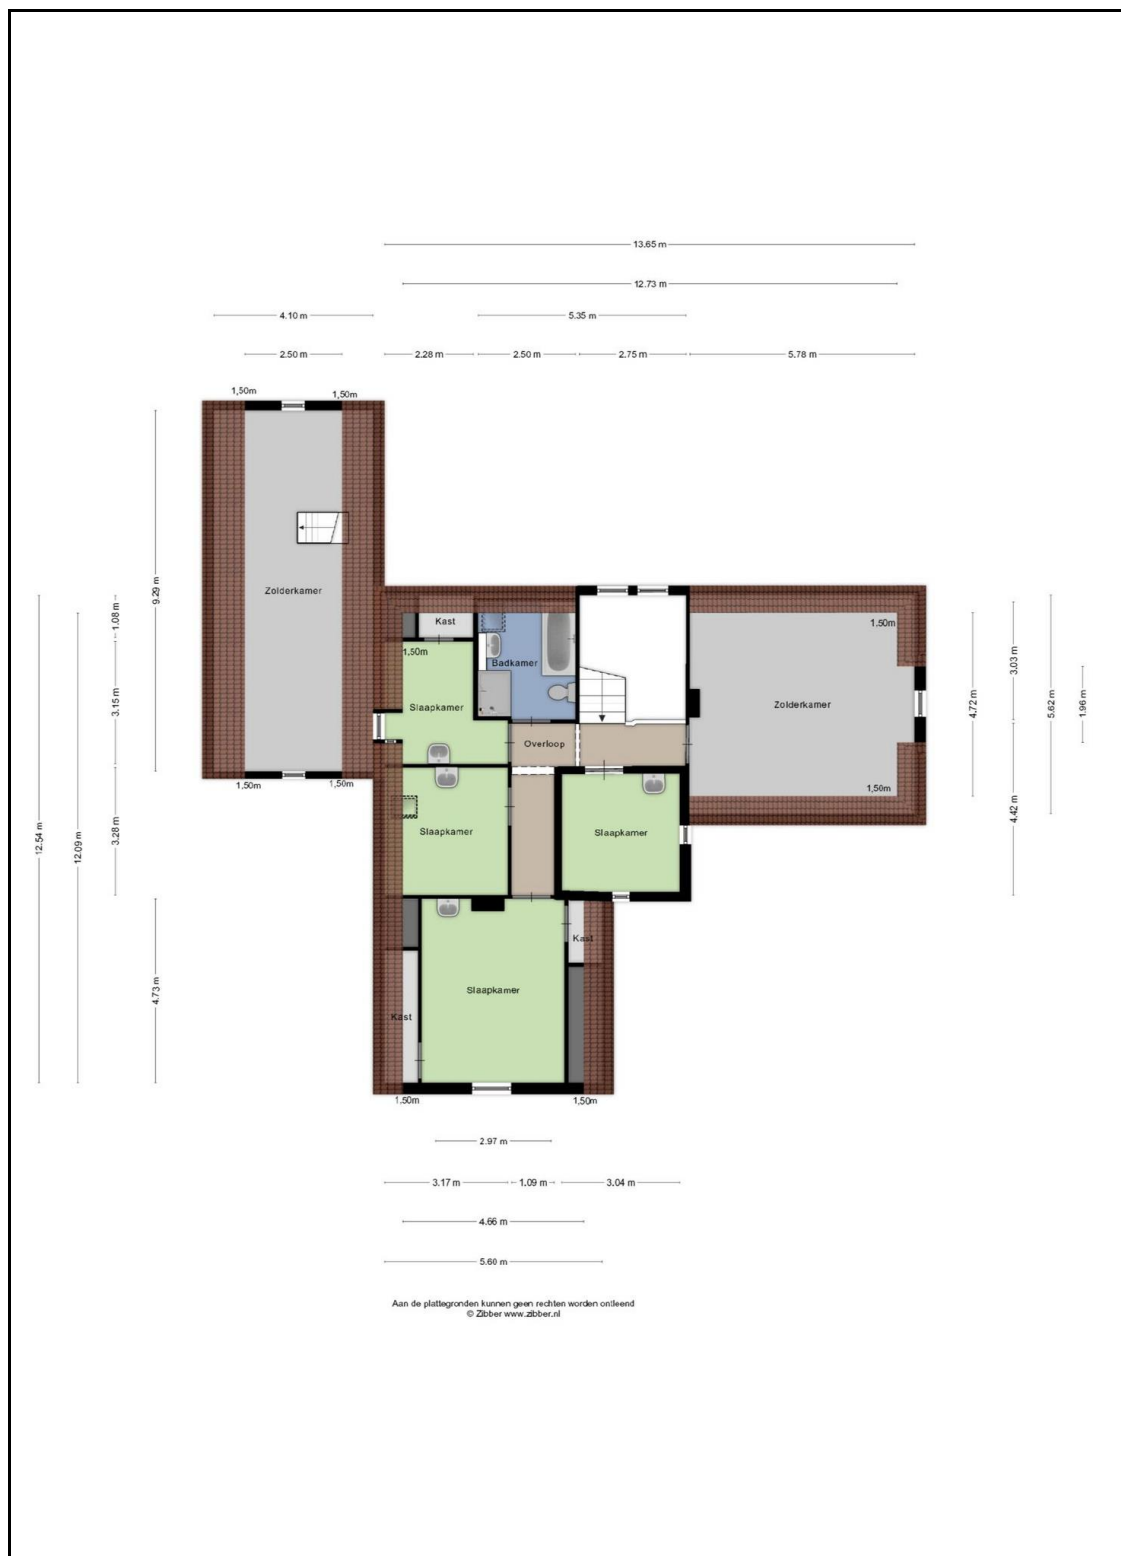 13.65 m
12.73 m
4.10 m
5.35 m
2.50 m
2.28 m
2.50 m
2.75 m
5.78 m
1,50m
1,50m
9.29 m
Zolderkamer
1.08 m
Kast
1.50m
3.03 m
1,50m
Badkamer
3.15 m
Slaapkamer
Zolderkamer
4.72 m
5.62 m
1.96 m
Overloop
1,50m
1,50m
1,50m
12.54 m
12.09 m
3.28 m
Slaapkamer
Slaapkamer
4.42 m
Kast
4.73 m
Slaapkamer
Kast
1,50m
1,50m
2.97 m
3.17 m
1.09 m
3.04 m
4.66 m
5.60 m
Aan de plattegronden kunnen geen rechten worden ontleend
© Zibber www.zibber.nl